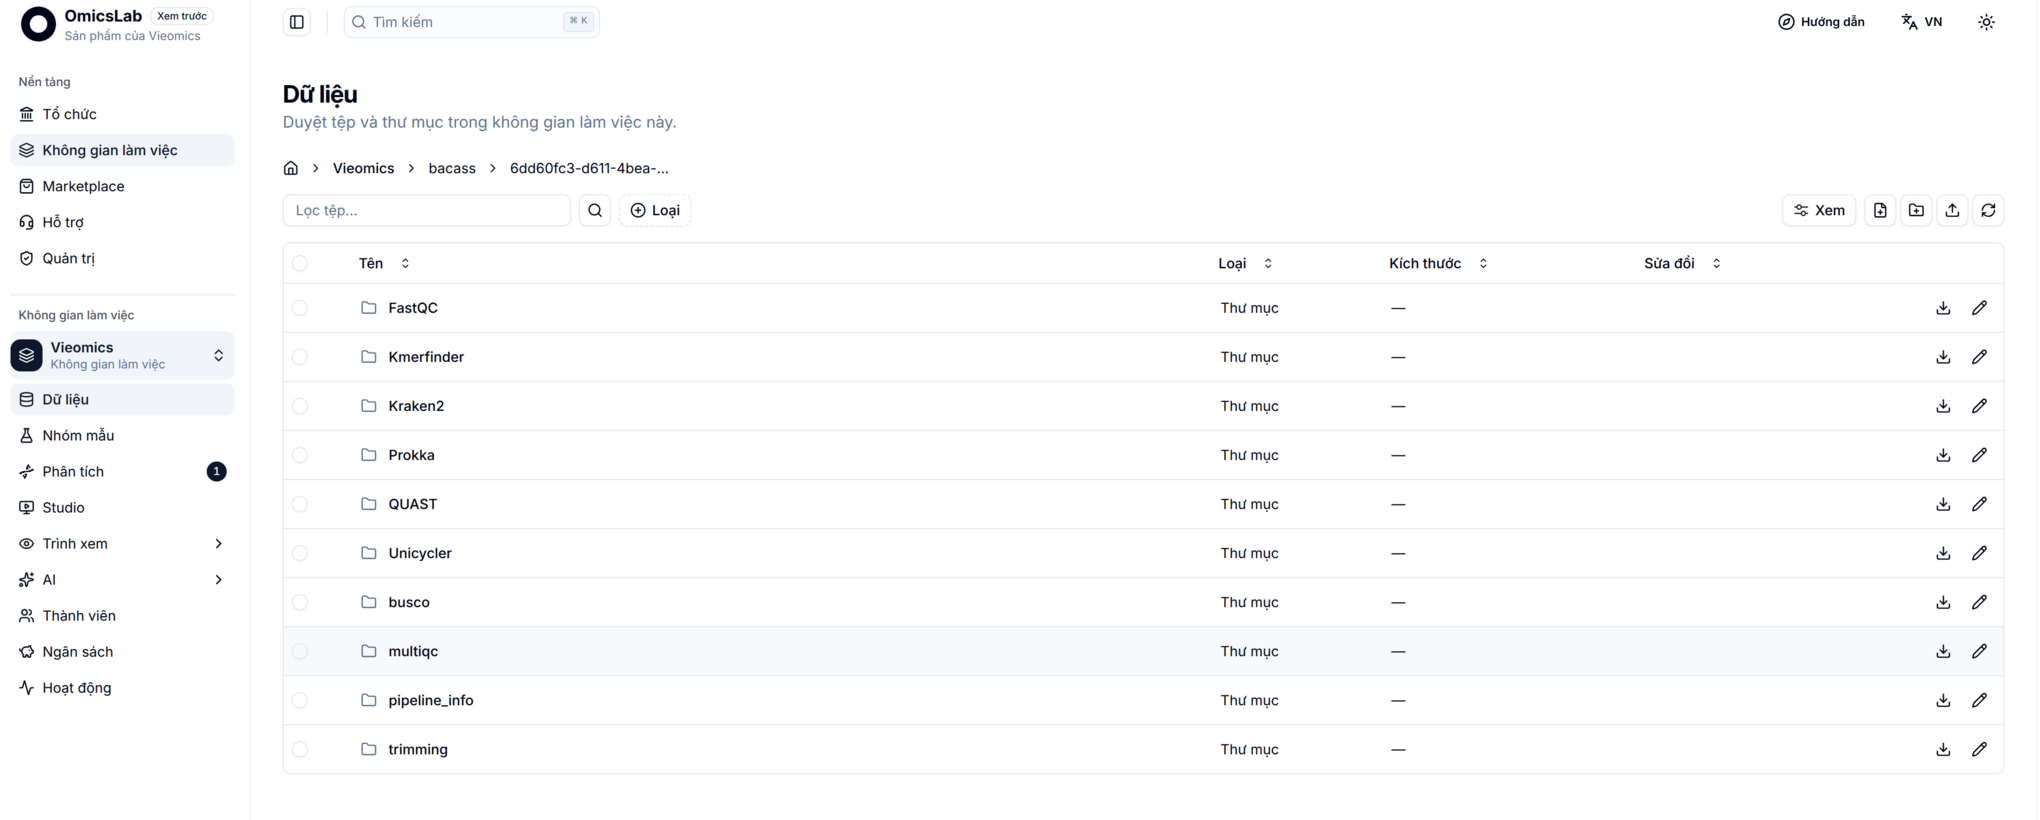 OmicsLab Xem trước
Sản phẩm của Vieomics
Tìm kiếm ⌘ K
Hướng dẫn VN
Nền tảng
Tổ chức
Không gian làm việc
Marketplace
Hỗ trợ
Quản trị
Không gian làm việc
Vieomics
Không gian làm việc
Dữ liệu
Nhóm mẫu
Phân tích 1
Studio
Trình xem
AI
Thành viên
Ngân sách
Hoạt động
Dữ liệu
Duyệt tệp và thư mục trong không gian làm việc này.
Vieomics > bacass > 6dd60fc3-d611-4bea-...
Lọc tệp... Loại Xem
Tên Loại Kích thước Sửa đổi
FastQC Thư mục —
Kmerfinder Thư mục —
Kraken2 Thư mục —
Prokka Thư mục —
QUAST Thư mục —
Unicycler Thư mục —
busco Thư mục —
multiqc Thư mục —
pipeline_info Thư mục —
trimming Thư mục —